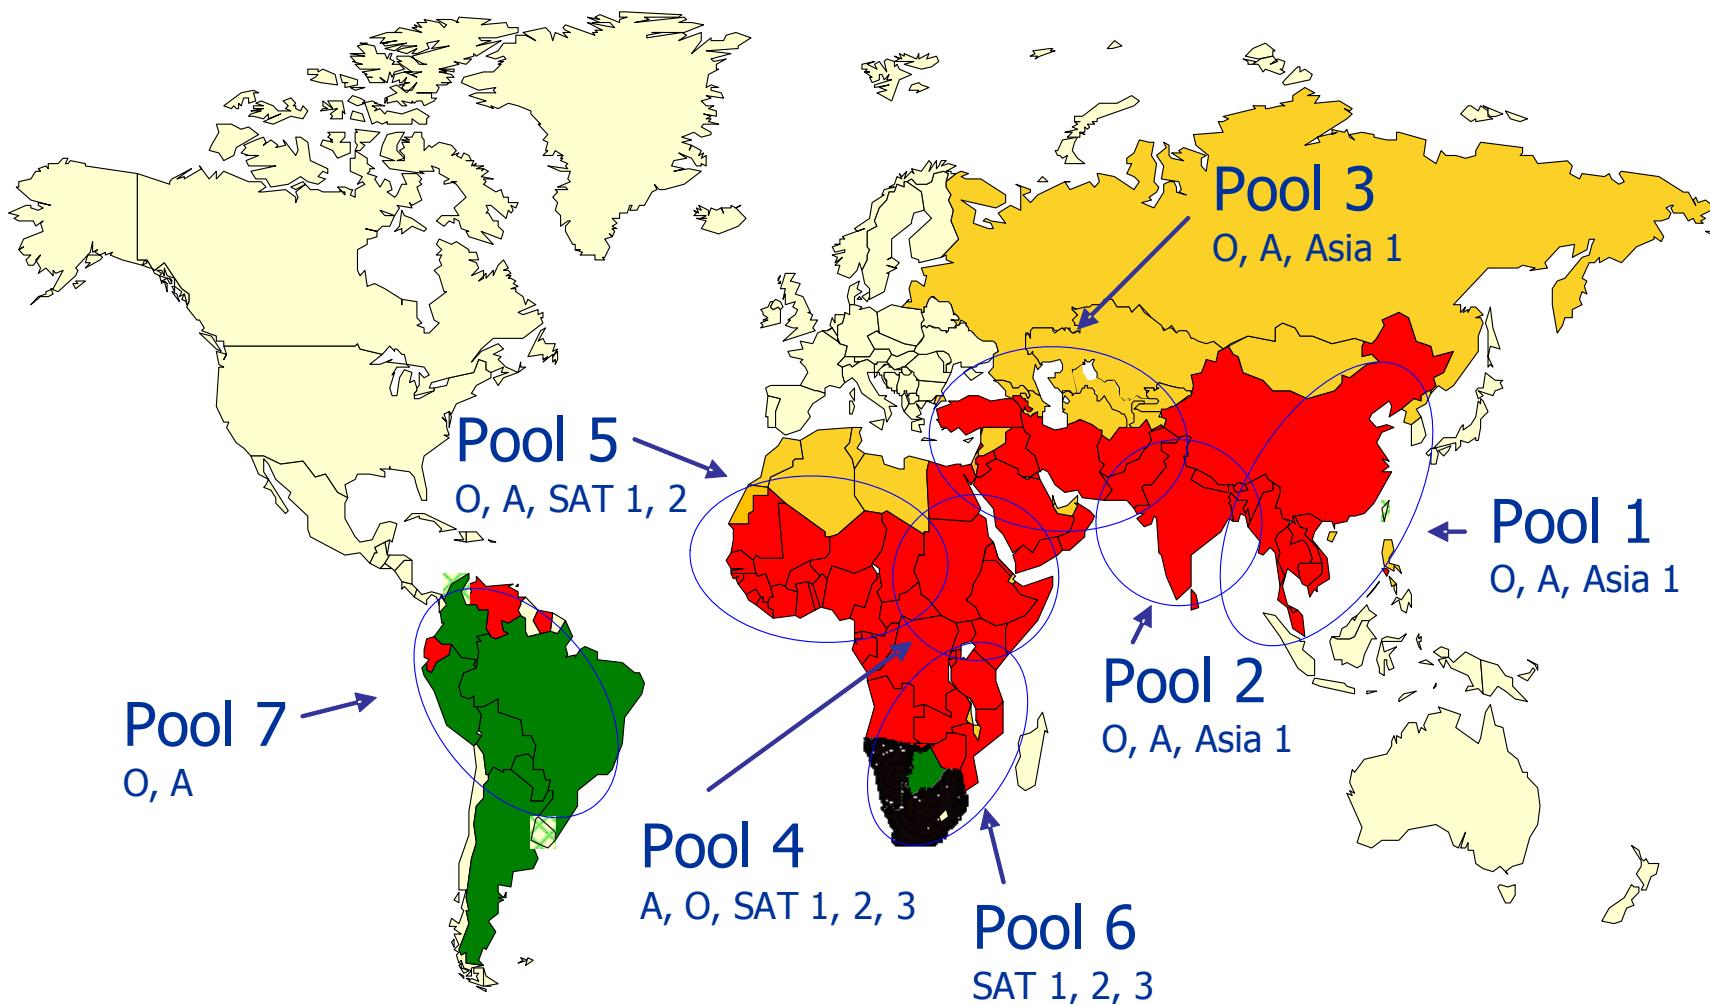 Pool 3
O, A, Asia 1
Pool 5
O, A, SAT 1, 2
Pool 1
O, A, Asia 1
Pool 2
O, A, Asia 1
Pool 7
O, A
Pool 4
A, O, SAT 1, 2, 3
Pool 6
SAT 1, 2, 3